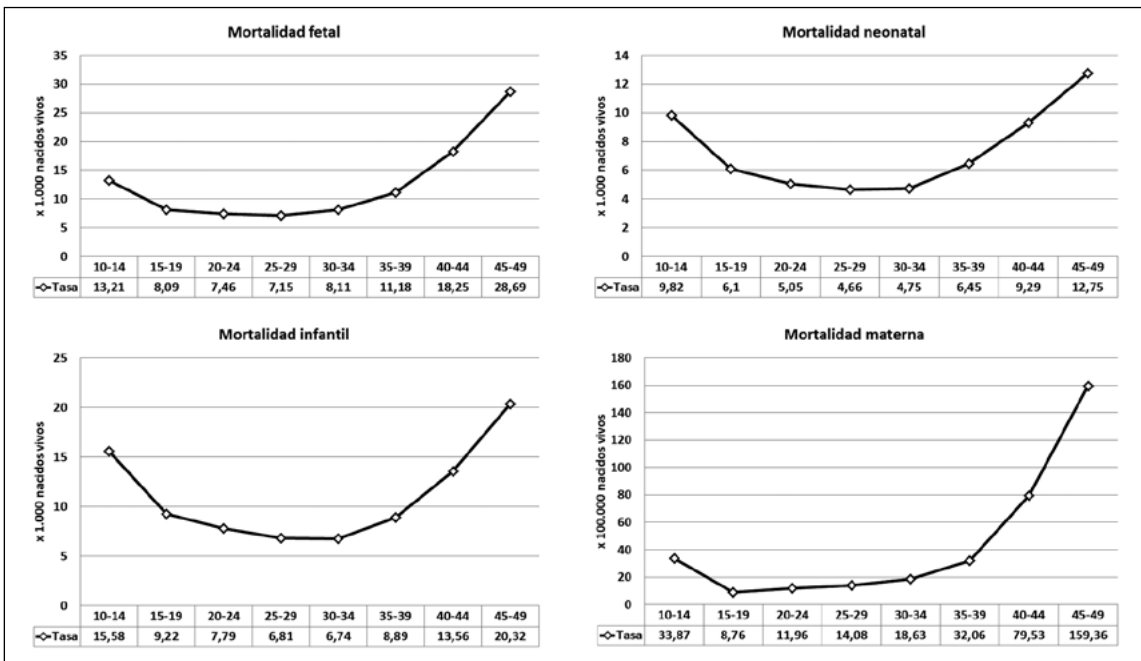 Mortalidad fetal
x 1.000 nacidos vivos
35
30
25
20
15
10
5
0
10-14 15-19 20-24 25-29 30-34 35-39 40-44 45-49
Tasa 13,21 8,09 7,46 7,15 8,11 11,18 18,25 28,69
Mortalidad neonatal
x 1.000 nacidos vivos
14
12
10
8
6
4
2
0
10-14 15-19 20-24 25-29 30-34 35-39 40-44 45-49
Tasa 9,82 6,1 5,05 4,66 4,75 6,45 9,29 12,75
Mortalidad infantil
x 1.000 nacidos vivos
25
20
15
10
5
0
10-14 15-19 20-24 25-29 30-34 35-39 40-44 45-49
Tasa 15,58 9,22 7,79 6,81 6,74 8,89 13,56 20,32
Mortalidad materna
x 100.000 nacidos vivos
180
160
140
120
100
80
60
40
20
0
10-14 15-19 20-24 25-29 30-34 35-39 40-44 45-49
Tasa 33,87 8,76 11,96 14,08 18,63 32,06 79,53 159,36